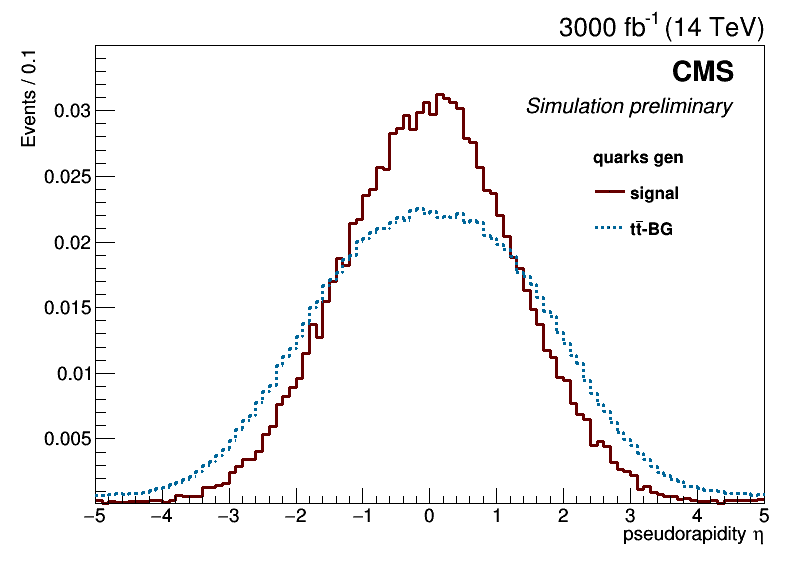 3000 fb⁻¹ (14 TeV)
CMS
Simulation preliminary
quarks gen
signal
tt̄-BG
Events / 0.1
0.03
0.025
0.02
0.015
0.01
0.005
−5 −4 −3 −2 −1 0 1 2 3 4 5
pseudorapidity η